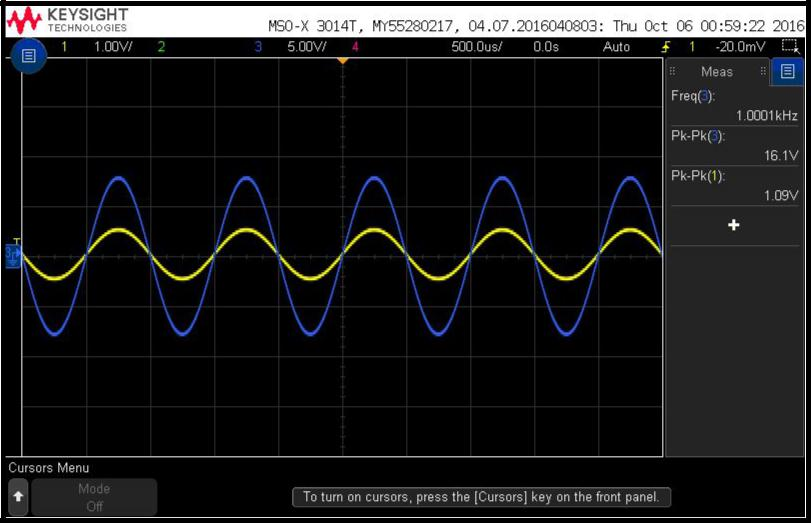 KEYSIGHT
TECHNOLOGIES
MSO-X 3014T, MY55280217, 04.07.2016040803: Thu Oct 06 00:59:22 2016
1 1.00V/ 2 3 5.00V/ 4 500.0us/ 0.0s Auto 1 -20.0mV
Meas
Freq(3):
1.0001kHz
Pk-Pk(3):
16.1V
Pk-Pk(1):
1.09V
+
T
3
Cursors Menu
Mode
Off
To turn on cursors, press the [Cursors] key on the front panel.